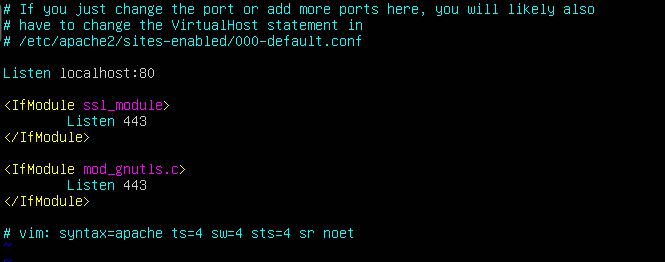 # If you just change the port or add more ports here, you will likely also
# have to change the VirtualHost statement in
# /etc/apache2/sites-enabled/000-default.conf
Listen localhost:80
<IfModule ssl_module>
Listen 443
</IfModule>
<IfModule mod_gnutls.c>
Listen 443
</IfModule>
# vim: syntax=apache ts=4 sw=4 sts=4 sr noet
~
~